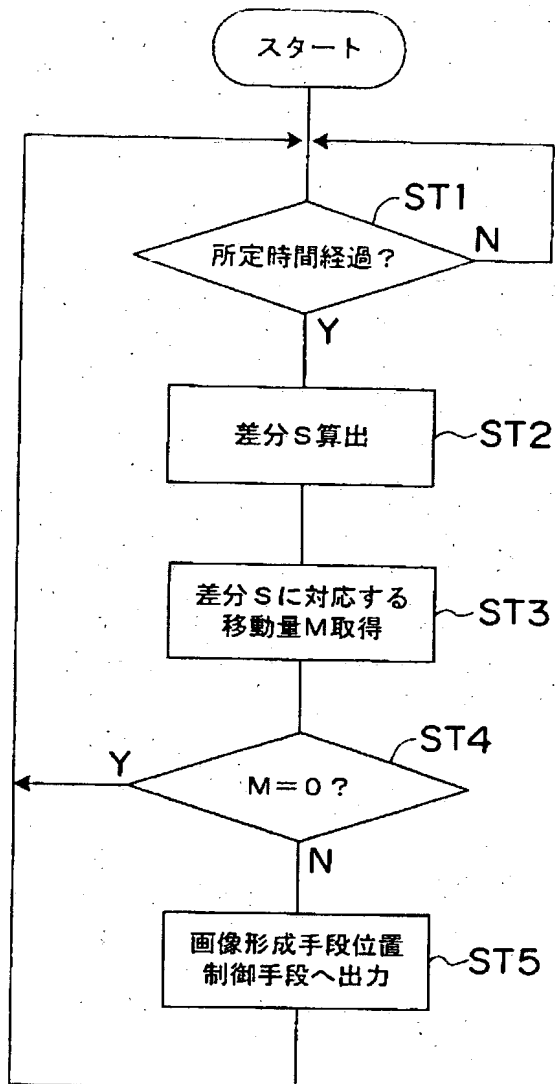 スタート
ST1
所定時間経過？
N
Y
差分S算出
ST2
差分Sに対応する
移動量M取得
ST3
ST4
Y
M＝0？
N
画像形成手段位置
制御手段へ出力
ST5